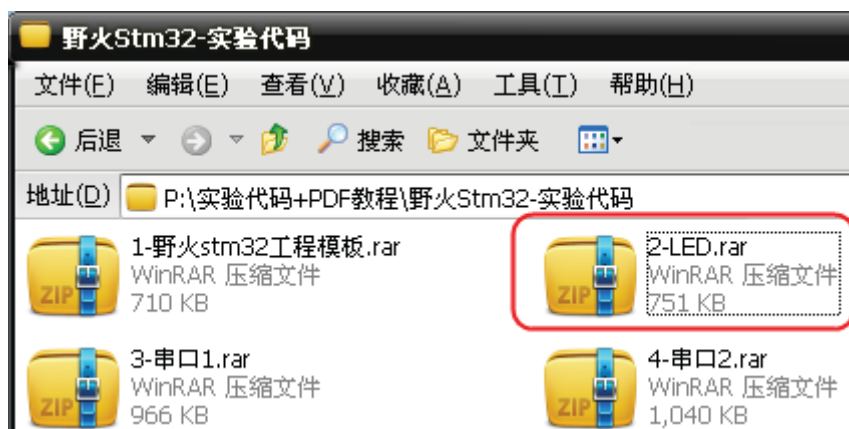 野火Stm32-实验代码
文件(F) 编辑(E) 查看(V) 收藏(A) 工具(T) 帮助(H)
后退 搜索 文件夹
地址(D) P:\实验代码+PDF教程\野火Stm32-实验代码
1-野火stm32工程模板.rar
WinRAR 压缩文件
710 KB
ZIP
2-LED.rar
WinRAR 压缩文件
751 KB
ZIP
3-串口1.rar
WinRAR 压缩文件
966 KB
ZIP
4-串口2.rar
WinRAR 压缩文件
1,040 KB
ZIP